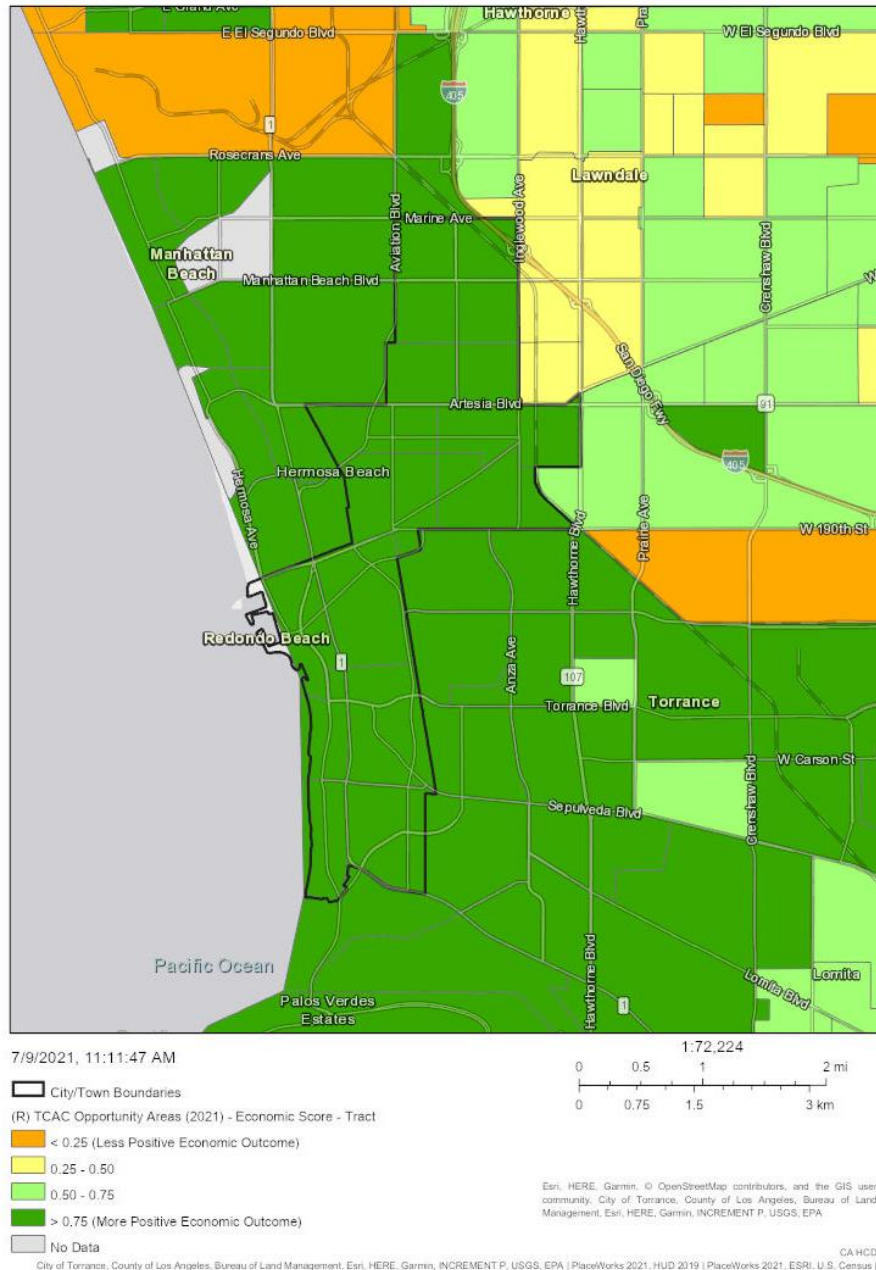 E Grand Ave
Hawthorne
E El Segundo Blvd
W El Segundo Blvd
405
1
Rosecrans Ave
Lawndale
Inglewood Ave
Aviation Blvd
Marine Ave
Manhattan
Beach
Manhattan Beach Blvd
Crenshaw Blvd
San Diego Fwy
Artesia Blvd
91
Hermosa Beach
405
Hermosa Ave
W 190th St
Prairie Ave
Hawthorne Blvd
Redondo Beach
1
Anza Ave
107
Torrance Blvd
Torrance
W Carson St
Crenshaw Blvd
Sepulveda Blvd
Pacific Ocean
Hawthorne Blvd
Lomita
Lomita Blvd
Palos Verdes
Estates
1
7/9/2021, 11:11:47 AM
1:72,224
0 0.5 1 2 mi
0 0.75 1.5 3 km
City/Town Boundaries
(R) TCAC Opportunity Areas (2021) - Economic Score - Tract
< 0.25 (Less Positive Economic Outcome)
0.25 - 0.50
0.50 - 0.75
> 0.75 (More Positive Economic Outcome)
No Data
Esri, HERE, Garmin, © OpenStreetMap contributors, and the GIS user
community, City of Torrance, County of Los Angeles, Bureau of Land
Management, Esri, HERE, Garmin, INCREMENT P, USGS, EPA
CA HCD
City of Torrance, County of Los Angeles, Bureau of Land Management, Esri, HERE, Garmin, INCREMENT P, USGS, EPA | PlaceWorks 2021, HUD 2019 | PlaceWorks 2021, ESRI, U.S. Census